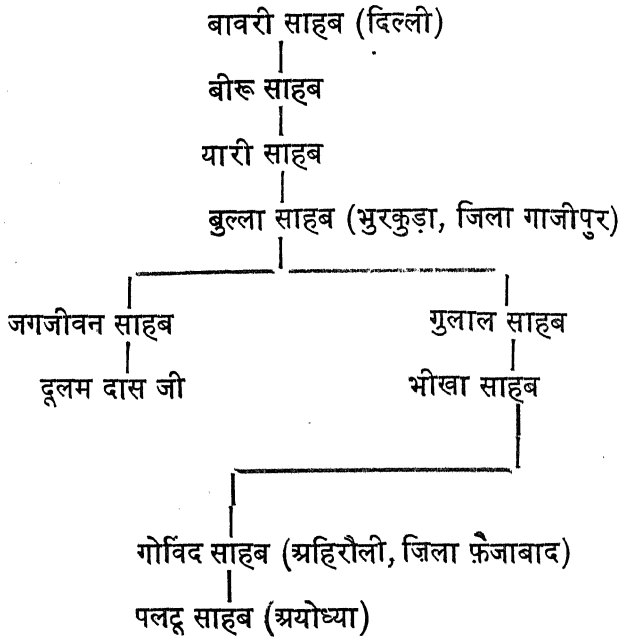 बावरी साहब (दिल्ली)
बीरू साहब
यारी साहब
बुल्ला साहब (भुरकुड़ा, जिला गाजीपुर)
जगजीवन साहब गुलाल साहब
दूलम दास जी भीखा साहब
गोविंद साहब (अहिरौली, ज़िला फ़ैजाबाद)
पलटू साहब (अयोध्या)